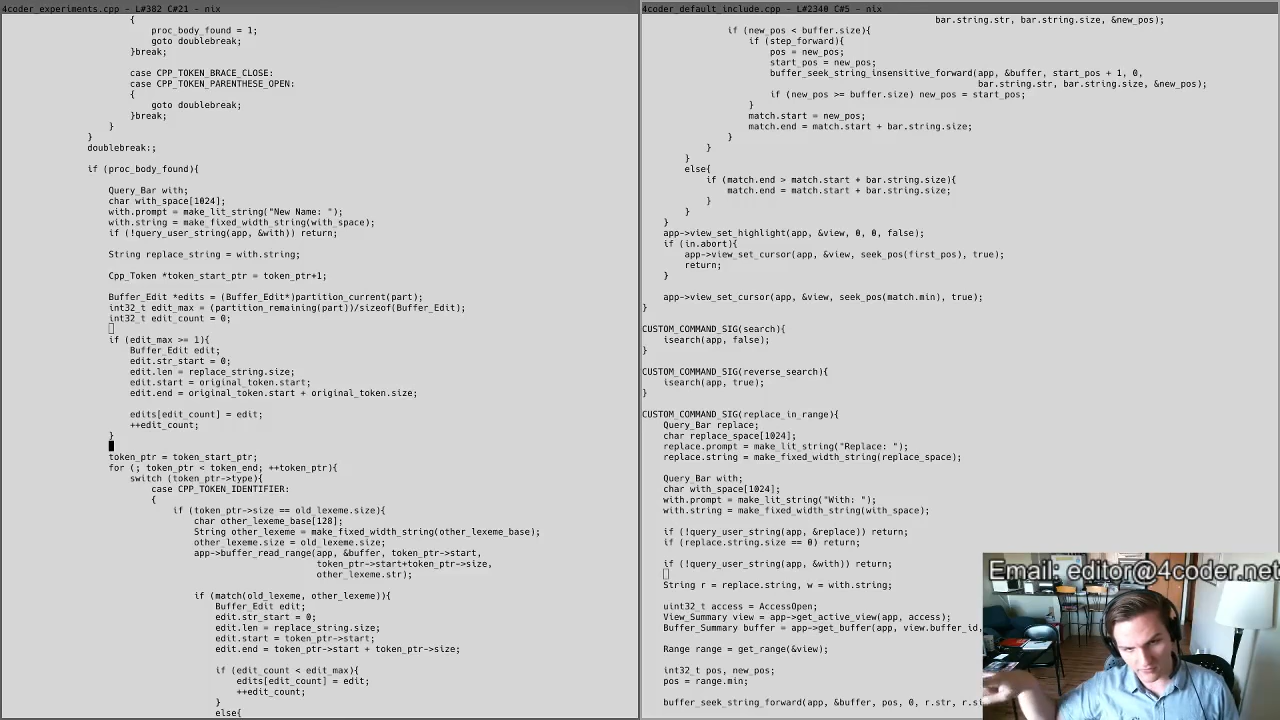 4coder_experiments.cpp - L#382 C#21 - nix
{
proc_body_found = 1;
goto doublebreak;
}break;
case CPP_TOKEN_BRACE_CLOSE:
case CPP_TOKEN_PARENTHESE_OPEN:
{
goto doublebreak;
}break;
}
}
doublebreak:;
if (proc_body_found){
Query_Bar with;
char with_space[1024];
with.prompt = make_lit_string("New Name: ");
with.string = make_fixed_width_string(with_space);
if (!query_user_string(app, &with)) return;
String replace_string = with.string;
Cpp_Token *token_start_ptr = token_ptr+1;
Buffer_Edit *edits = (Buffer_Edit*)partition_current(part);
int32_t edit_max = (partition_remaining(part))/sizeof(Buffer_Edit);
int32_t edit_count = 0;
if (edit_max >= 1){
Buffer_Edit edit;
edit.str_start = 0;
edit.len = replace_string.size;
edit.start = original_token.start;
edit.end = original_token.start + original_token.size;
edits[edit_count] = edit;
++edit_count;
}
token_ptr = token_start_ptr;
for (; token_ptr < token_end; ++token_ptr){
switch (token_ptr->type){
case CPP_TOKEN_IDENTIFIER:
{
if (token_ptr->size == old_lexeme.size){
char other_lexeme_base[128];
String other_lexeme = make_fixed_width_string(other_lexeme_base);
other_lexeme.size = old_lexeme.size;
app->buffer_read_range(app, &buffer, token_ptr->start,
token_ptr->start+token_ptr->size,
other_lexeme.str);
if (match(old_lexeme, other_lexeme)){
Buffer_Edit edit;
edit.str_start = 0;
edit.len = replace_string.size;
edit.start = token_ptr->start;
edit.end = token_ptr->start + token_ptr->size;
if (edit_count < edit_max){
edits[edit_count] = edit;
++edit_count;
}
else{
4coder_default_include.cpp - L#2340 C#5 - nix
bar.string.str, bar.string.size, &new_pos);
if (new_pos < buffer.size){
if (step_forward){
pos = new_pos;
start_pos = new_pos;
buffer_seek_string_insensitive_forward(app, &buffer, start_pos + 1, 0,
bar.string.str, bar.string.size, &new_pos);
if (new_pos >= buffer.size) new_pos = start_pos;
}
match.start = new_pos;
match.end = match.start + bar.string.size;
}
}
}
else{
if (match.end > match.start + bar.string.size){
match.end = match.start + bar.string.size;
}
}
}
app->view_set_highlight(app, &view, 0, 0, false);
if (in.abort){
app->view_set_cursor(app, &view, seek_pos(first_pos), true);
return;
}
app->view_set_cursor(app, &view, seek_pos(match.min), true);
}
CUSTOM_COMMAND_SIG(search){
isearch(app, false);
}
CUSTOM_COMMAND_SIG(reverse_search){
isearch(app, true);
}
CUSTOM_COMMAND_SIG(replace_in_range){
Query_Bar replace;
char replace_space[1024];
replace.prompt = make_lit_string("Replace: ");
replace.string = make_fixed_width_string(replace_space);
Query_Bar with;
char with_space[1024];
with.prompt = make_lit_string("With: ");
with.string = make_fixed_width_string(with_space);
if (!query_user_string(app, &replace)) return;
if (replace.string.size == 0) return;
if (!query_user_string(app, &with)) return;
String r = replace.string, w = with.string;
uint32_t access = AccessOpen;
View_Summary view = app->get_active_view(app, access);
Buffer_Summary buffer = app->get_buffer(app, view.buffer_id,
Range range = get_range(&view);
int32_t pos, new_pos;
pos = range.min;
buffer_seek_string_forward(app, &buffer, pos, 0, r.str, r.si
Email: editor@4coder.net